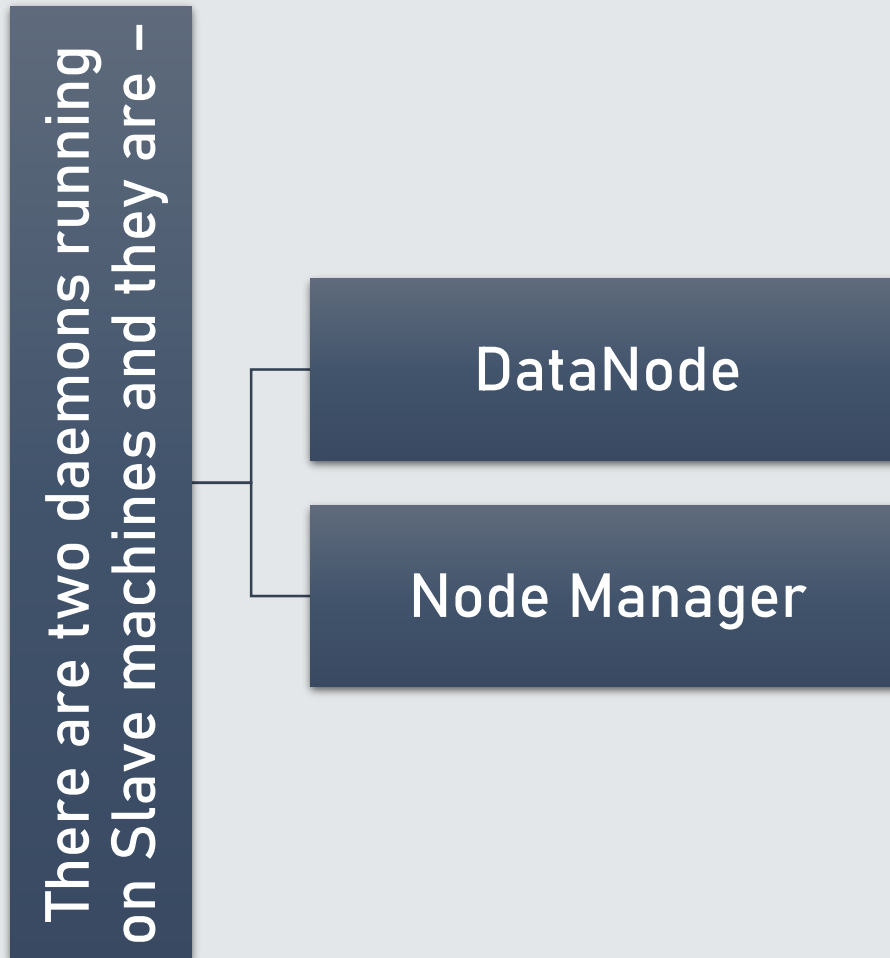 There are two daemons running
on Slave machines and they are –
DataNode
Node Manager